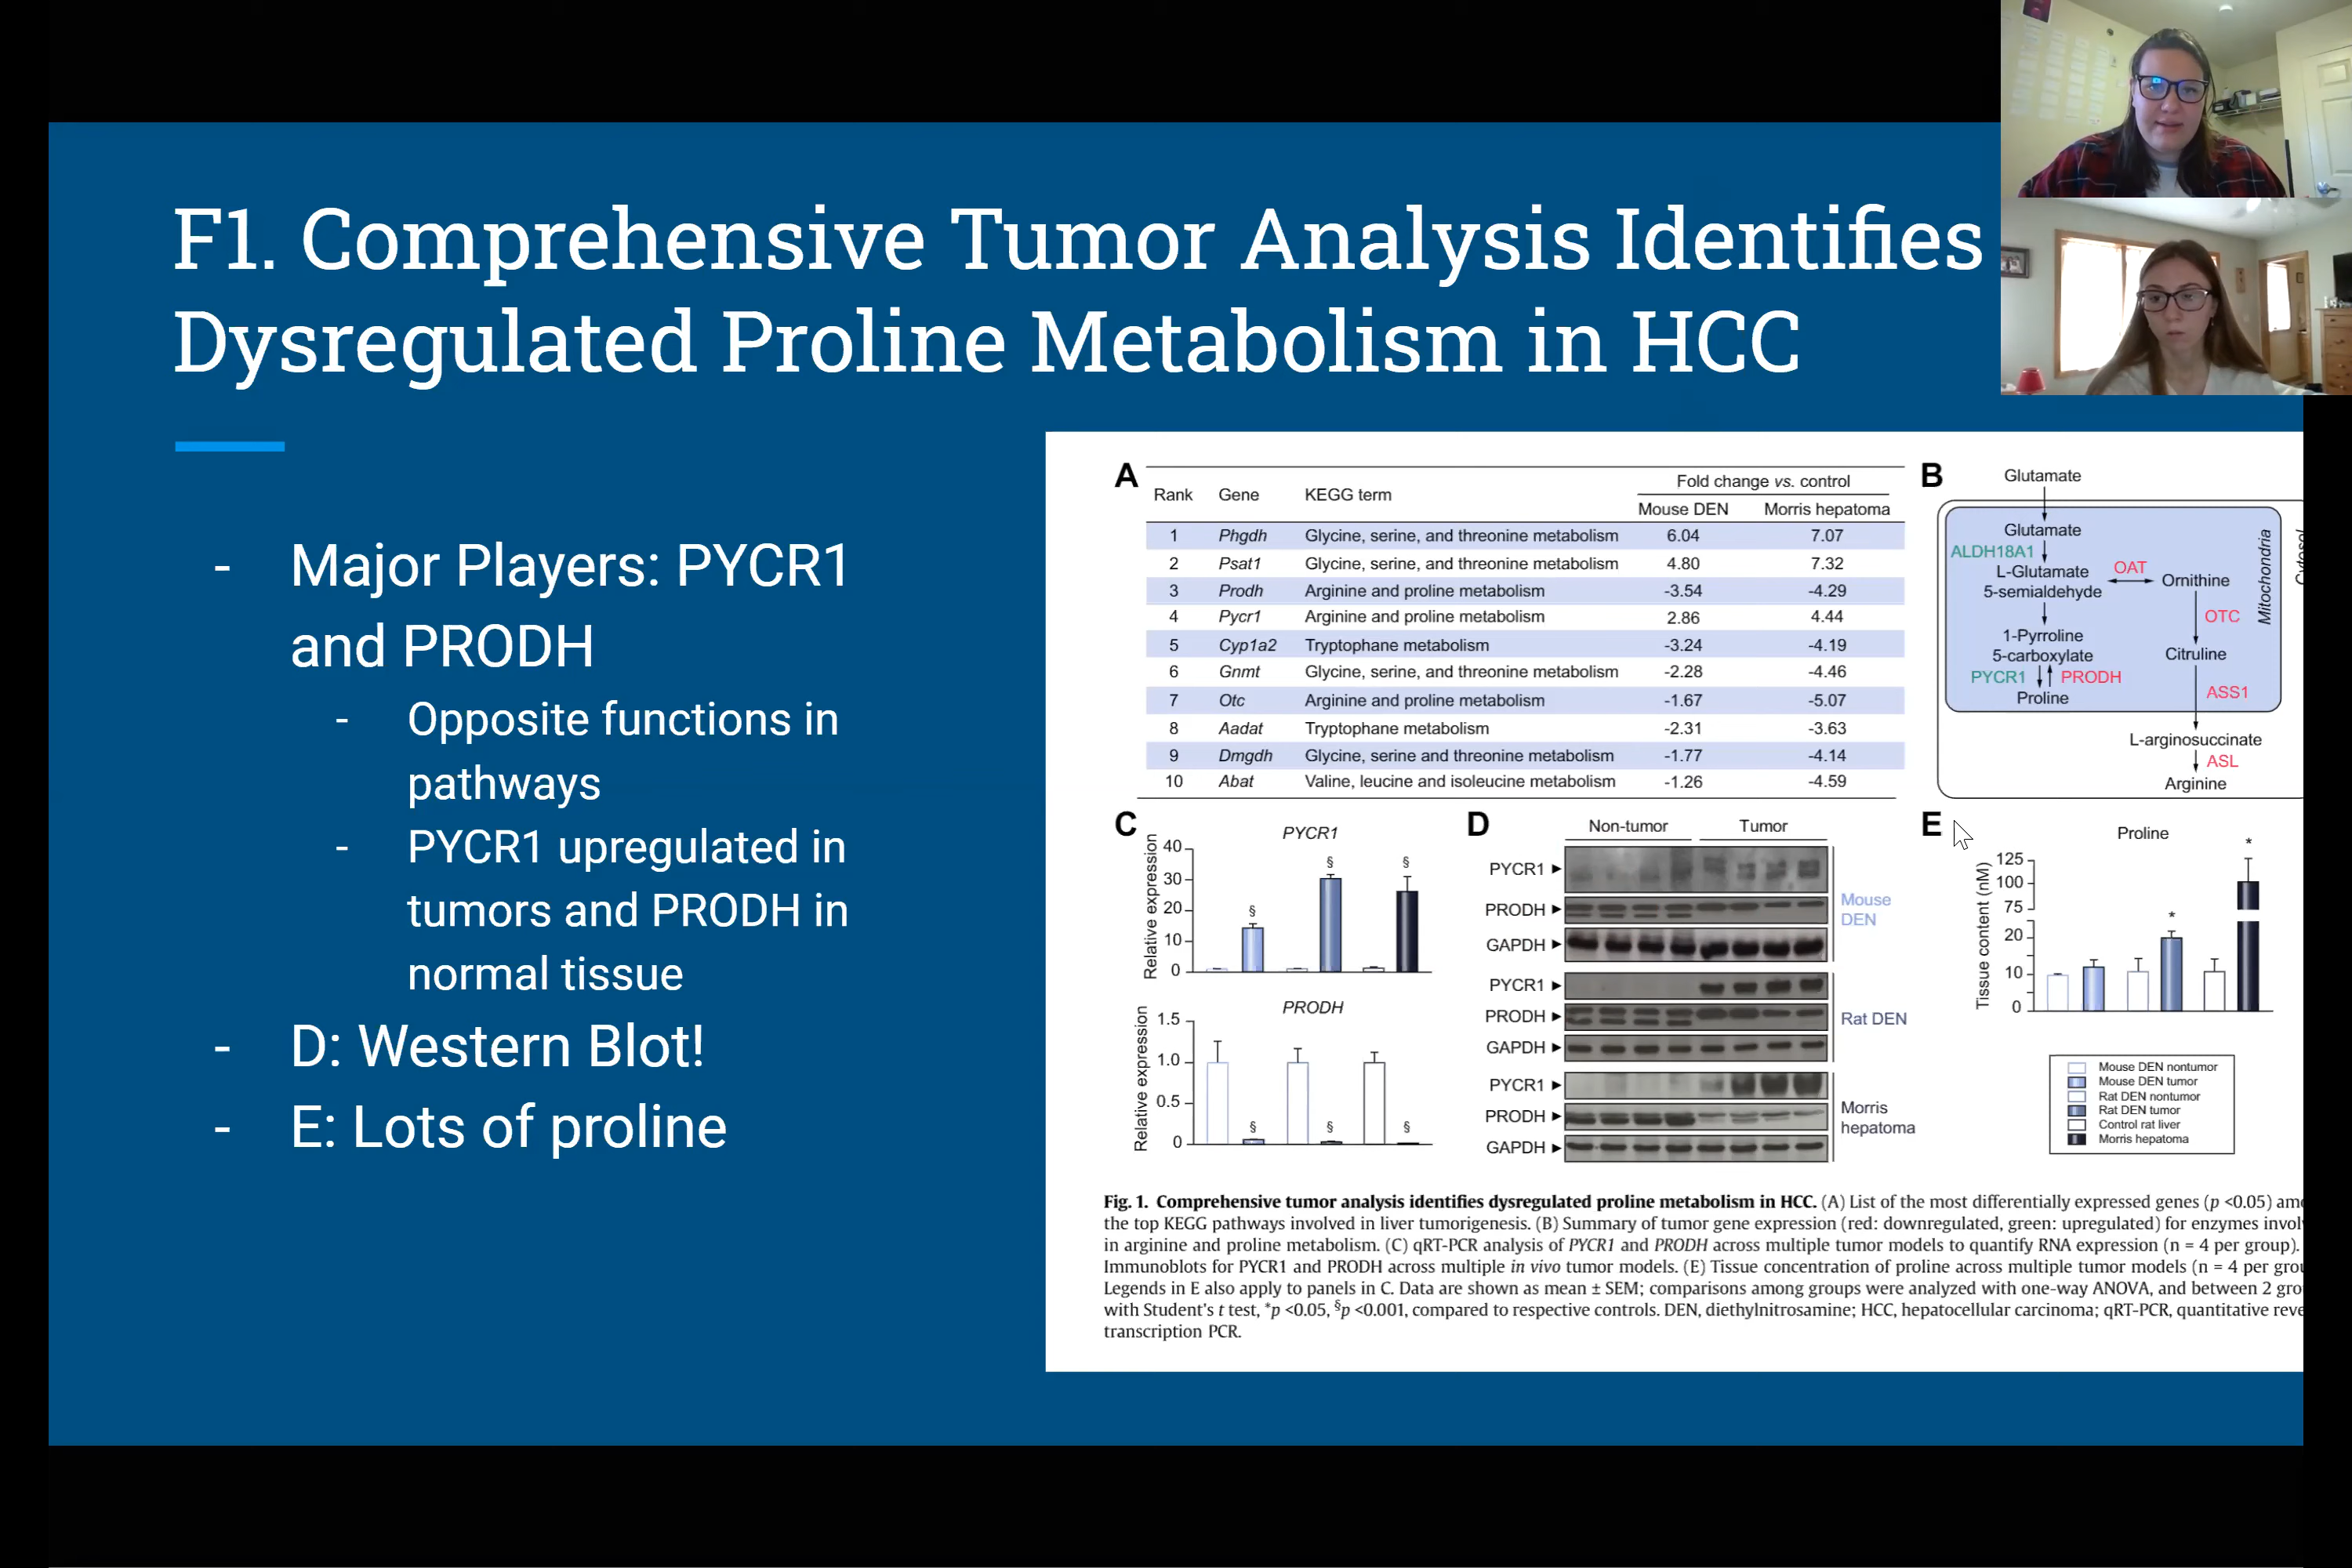 F1. Comprehensive Tumor Analysis Identifies
Dysregulated Proline Metabolism in HCC
- Major Players: PYCR1
and PRODH
- Opposite functions in
pathways
- PYCR1 upregulated in
tumors and PRODH in
normal tissue
- D: Western Blot!
- E: Lots of proline
A
Fold change vs. control
Rank Gene KEGG term Mouse DEN Morris hepatoma
1 Phgdh Glycine, serine, and threonine metabolism 6.04 7.07
2 Psat1 Glycine, serine, and threonine metabolism 4.80 7.32
3 Prodh Arginine and proline metabolism -3.54 -4.29
4 Pycr1 Arginine and proline metabolism 2.86 4.44
5 Cyp1a2 Tryptophane metabolism -3.24 -4.19
6 Gnmt Glycine, serine, and threonine metabolism -2.28 -4.46
7 Otc Arginine and proline metabolism -1.67 -5.07
8 Aadat Tryptophane metabolism -2.31 -3.63
9 Dmgdh Glycine, serine and threonine metabolism -1.77 -4.14
10 Abat Valine, leucine and isoleucine metabolism -1.26 -4.59
B
Glutamate
Glutamate
ALDH18A1
L-Glutamate
5-semialdehyde
OAT
Ornithine
OTC
1-Pyrroline
5-carboxylate
Citruline
PYCR1 PRODH
Proline
ASS1
L-arginosuccinate
ASL
Arginine
Mitochondria
C
PYCR1
Relative expression
40
30
20
10
0
§ § §
PRODH
Relative expression
1.5
1.0
0.5
0
§ § §
D
Non-tumor Tumor
PYCR1
PRODH
GAPDH
Mouse
DEN
PYCR1
PRODH
GAPDH
Rat DEN
PYCR1
PRODH
GAPDH
Morris
hepatoma
E
Proline
Tissue content (nM)
125
100
75
20
10
0
* *
Mouse DEN nontumor
Mouse DEN tumor
Rat DEN nontumor
Rat DEN tumor
Control rat liver
Morris hepatoma
Fig. 1. Comprehensive tumor analysis identifies dysregulated proline metabolism in HCC. (A) List of the most differentially expressed genes (p <0.05)
the top KEGG pathways involved in liver tumorigenesis. (B) Summary of tumor gene expression (red: downregulated, green: upregulated) for enzymes
in arginine and proline metabolism. (C) qRT-PCR analysis of PYCR1 and PRODH across multiple tumor models to quantify RNA expression (n = 4 per group).
Immunoblots for PYCR1 and PRODH across multiple in vivo tumor models. (E) Tissue concentration of proline across multiple tumor models (n = 4 per
Legends in E also apply to panels in C. Data are shown as mean ± SEM; comparisons among groups were analyzed with one-way ANOVA, and between 2
with Student's t test, *p <0.05, §p <0.001, compared to respective controls. DEN, diethylnitrosamine; HCC, hepatocellular carcinoma; qRT-PCR, quantitative
transcription PCR.